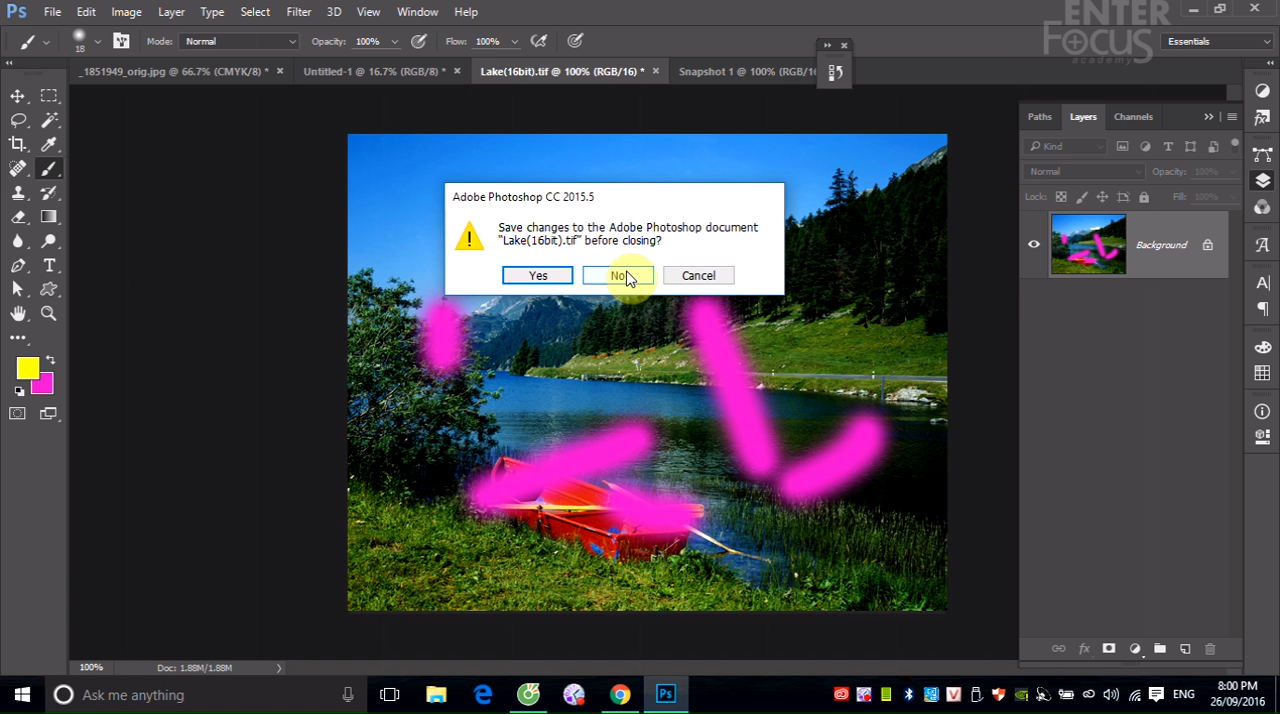 Ps File Edit Image Layer Type Select Filter 3D View Window Help
ENTER
FOCUS
academy
18 Mode: Normal Opacity: 100% Flow: 100% Essentials
_1851949_orig.jpg @ 66.7% (CMYK/8) * × Untitled-1 @ 16.7% (RGB/8) * × Lake(16bit).tif @ 100% (RGB/16) * × Snapshot 1 @ 100% (RGB/16
Paths Layers Channels
Kind
Normal Opacity: 100%
Lock: Fill: 100%
Background
Adobe Photoshop CC 2015.5
Save changes to the Adobe Photoshop document
“Lake(16bit).tif” before closing?
Yes No Cancel
100% Doc: 1.88M/1.88M
Ask me anything
Ps
ENG
8:00 PM
26/09/2016